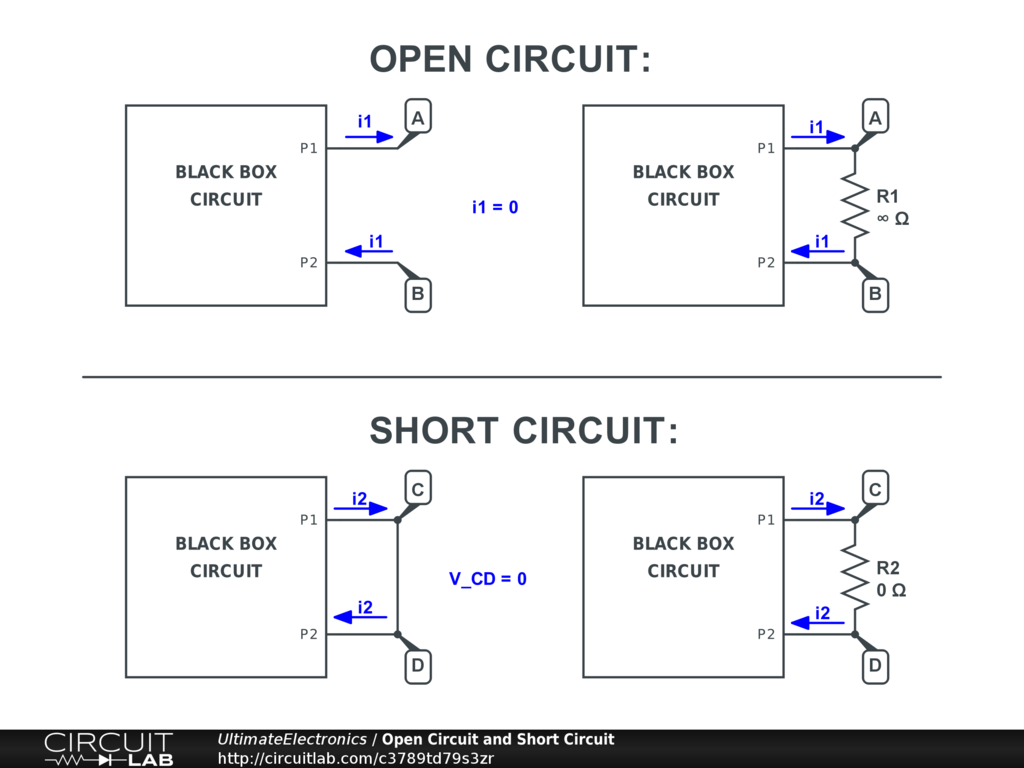 OPEN CIRCUIT:
i1
A
P1
BLACK BOX
CIRCUIT
i1 = 0
i1
P2
B
i1
A
P1
BLACK BOX
CIRCUIT
R1
∞ Ω
i1
P2
B
SHORT CIRCUIT:
i2
C
P1
BLACK BOX
CIRCUIT
V_CD = 0
i2
P2
D
i2
C
P1
BLACK BOX
CIRCUIT
R2
0 Ω
i2
P2
D
CIRCUIT
LAB
UltimateElectronics / Open Circuit and Short Circuit
http://circuitlab.com/c3789td79s3zr